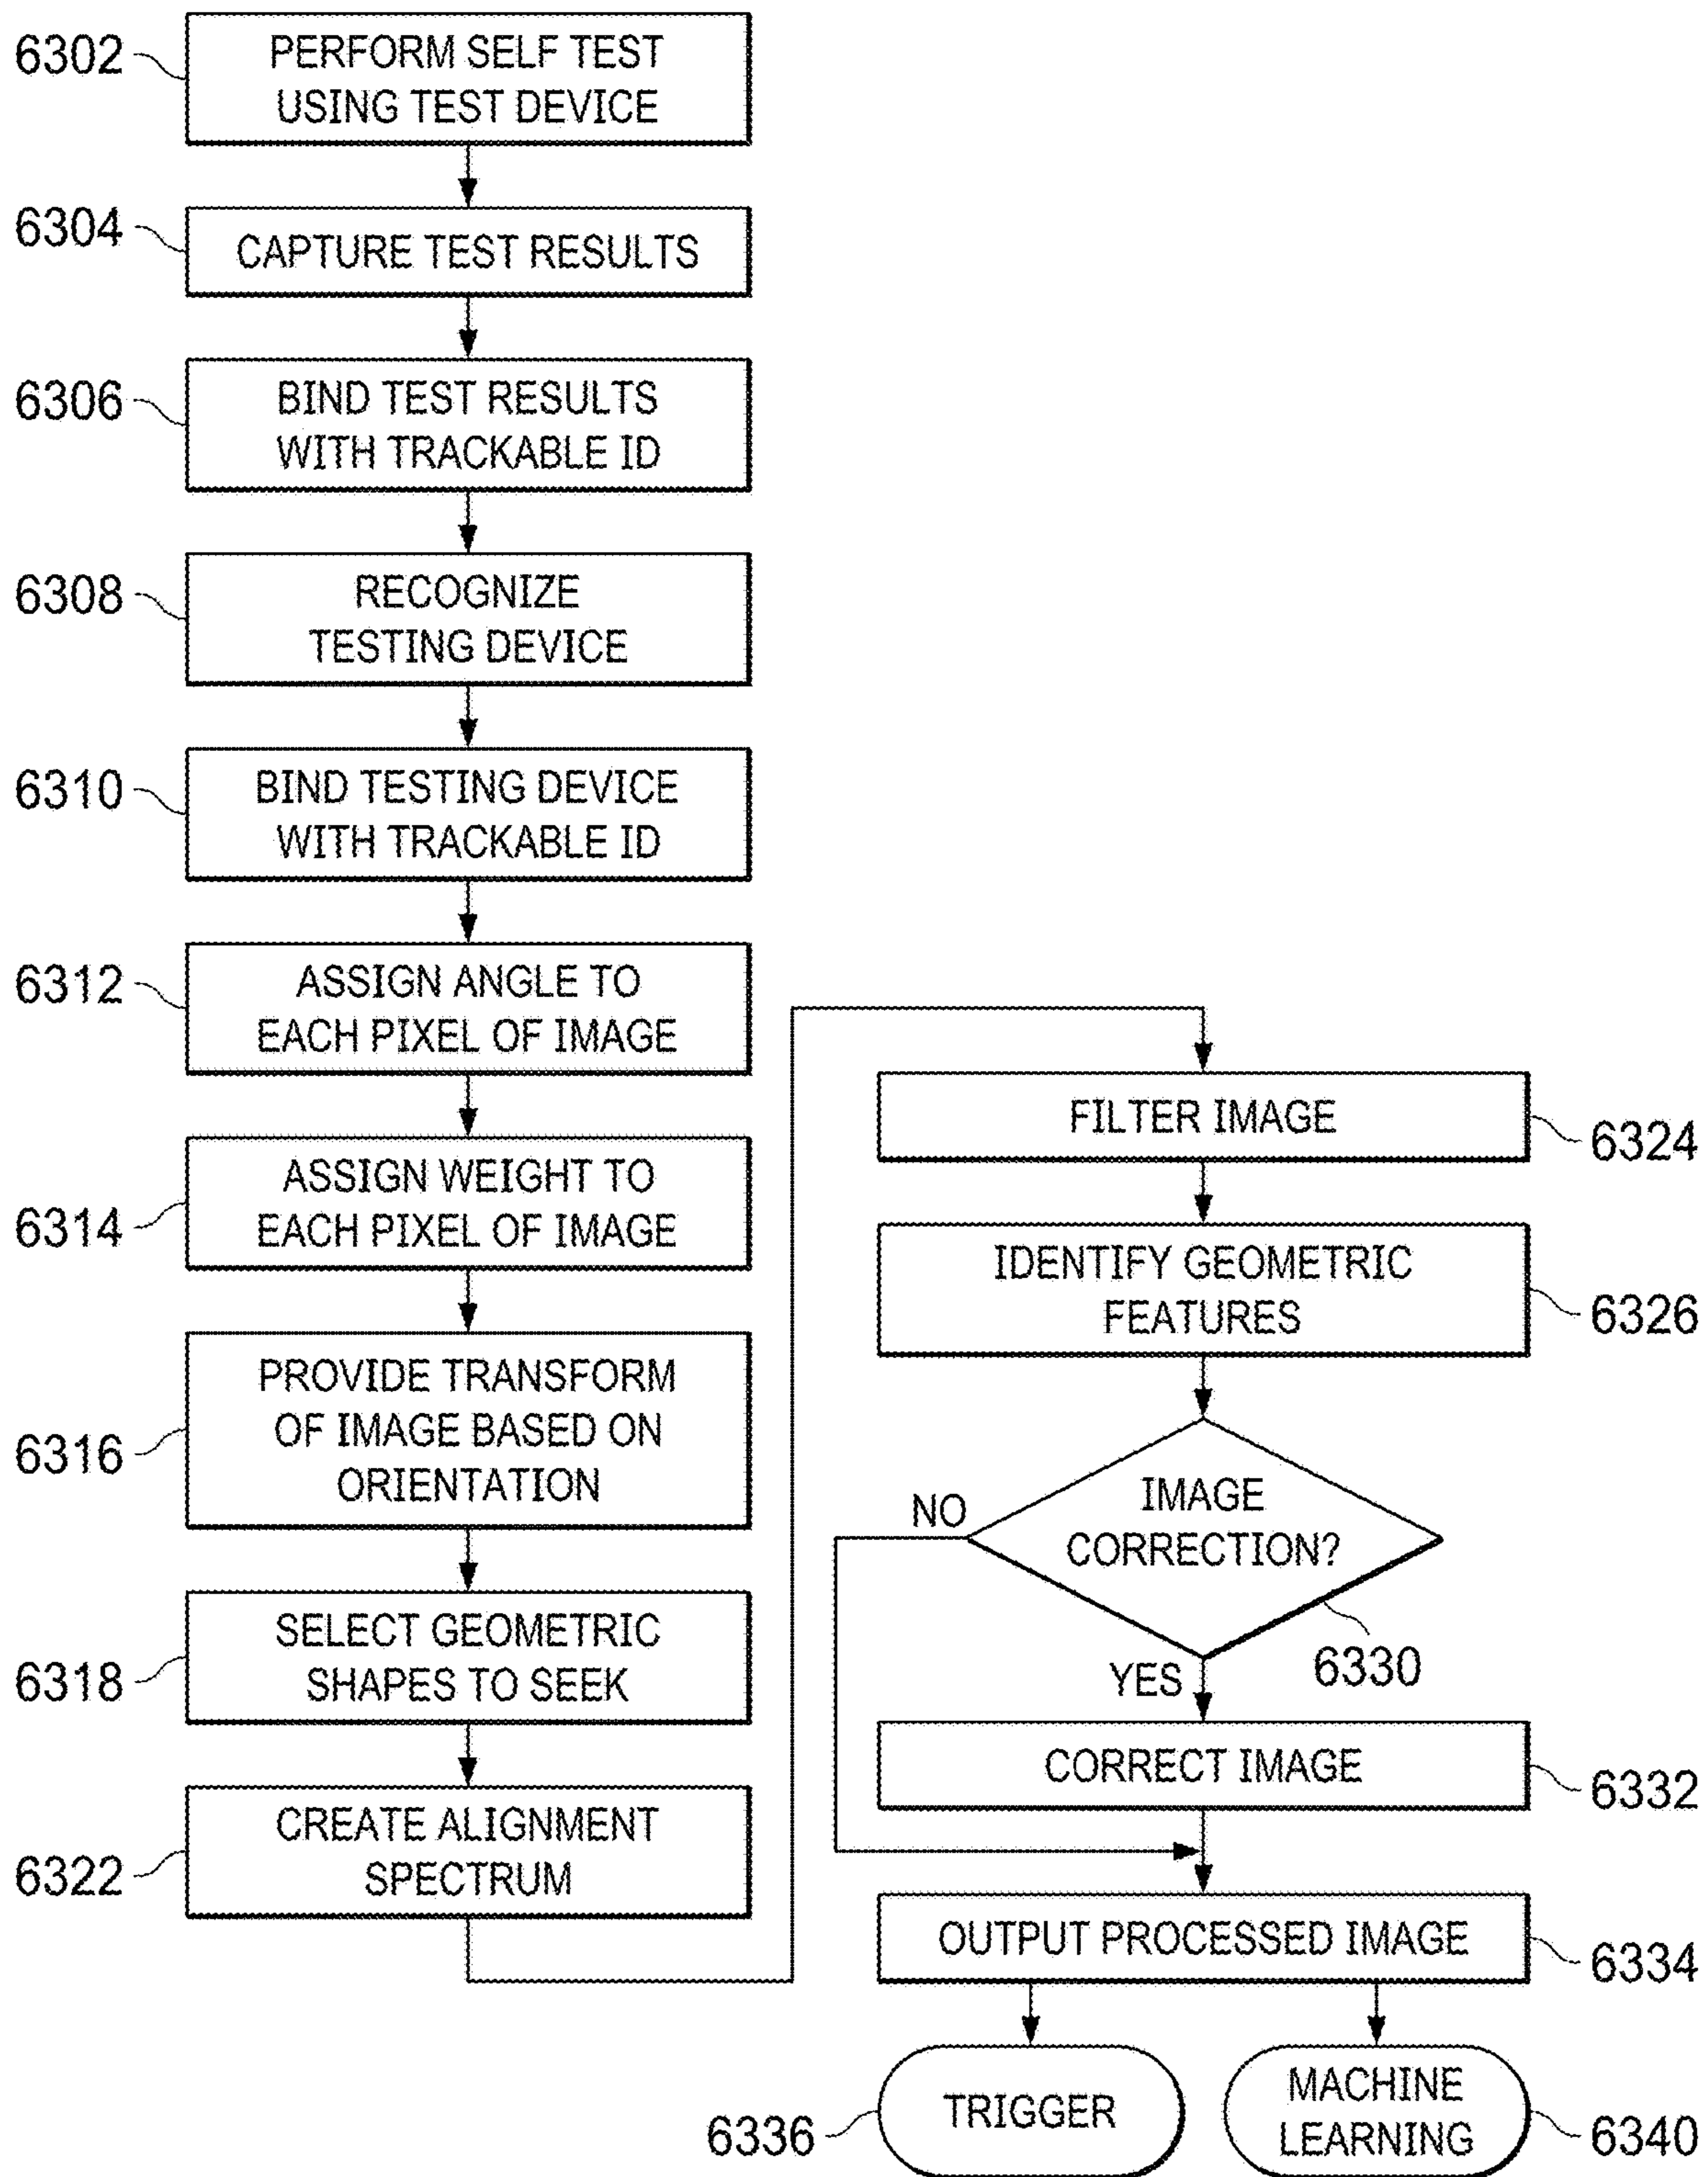 6302
PERFORM SELF TEST
USING TEST DEVICE
6304
CAPTURE TEST RESULTS
6306
BIND TEST RESULTS
WITH TRACKABLE ID
6308
RECOGNIZE
TESTING DEVICE
6310
BIND TESTING DEVICE
WITH TRACKABLE ID
6312
ASSIGN ANGLE TO
EACH PIXEL OF IMAGE
6314
ASSIGN WEIGHT TO
EACH PIXEL OF IMAGE
6316
PROVIDE TRANSFORM
OF IMAGE BASED ON
ORIENTATION
6318
SELECT GEOMETRIC
SHAPES TO SEEK
6322
CREATE ALIGNMENT
SPECTRUM
FILTER IMAGE
6324
IDENTIFY GEOMETRIC
FEATURES
6326
IMAGE
CORRECTION?
NO
YES
6330
CORRECT IMAGE
6332
OUTPUT PROCESSED IMAGE
6334
TRIGGER
6336
MACHINE
LEARNING
6340